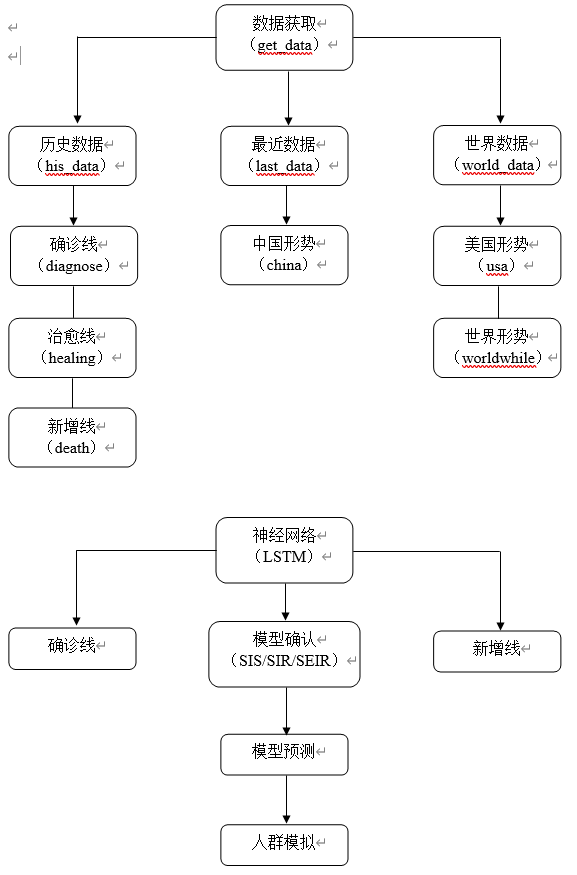 数据获取
（get_data）
历史数据
（his_data）
最近数据
（last_data）
世界数据
（world_data）
确诊线
（diagnose）
中国形势
（china）
美国形势
（usa）
治愈线
（healing）
世界形势
（worldwhile）
新增线
（death）
神经网络
（LSTM）
确诊线
模型确认
（SIS/SIR/SEIR）
新增线
模型预测
人群模拟